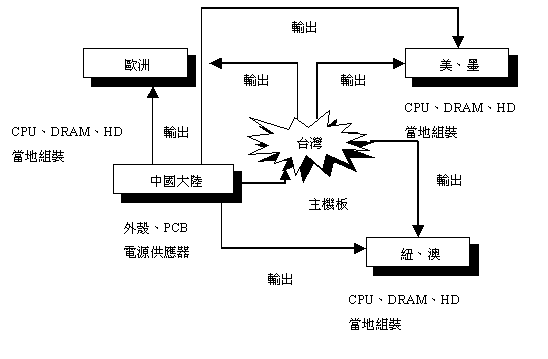 輸出
歐洲
輸出
輸出
美、墨
CPU、DRAM、HD
當地組裝
輸出
CPU、DRAM、HD
當地組裝
台灣
中國大陸
輸出
主機板
外殼、PCB
電源供應器
紐、澳
輸出
CPU、DRAM、HD
當地組裝